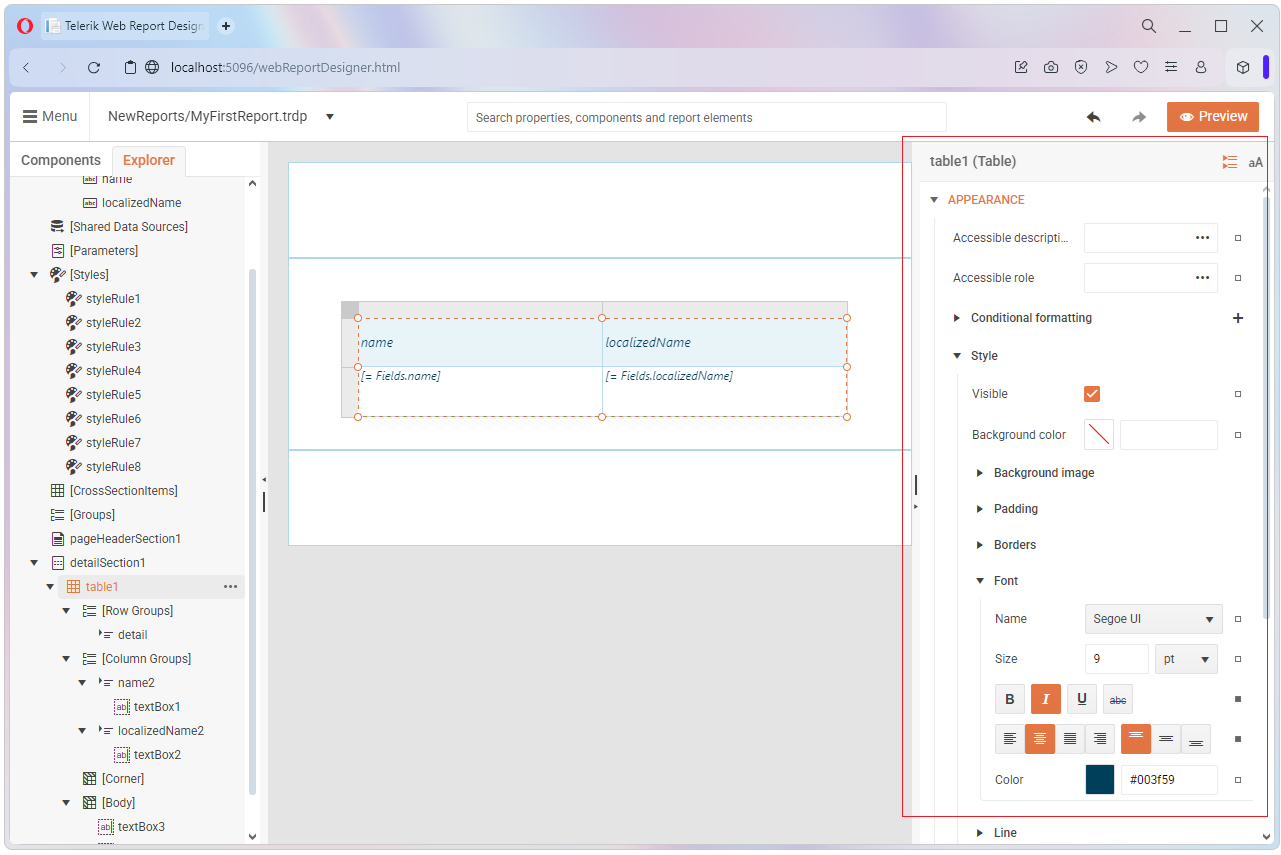 Telerik Web Report Design
localhost:5096/webReportDesigner.html
Menu
NewReports/MyFirstReport.trdp
Search properties, components and report elements
Preview
Components
Explorer
name
localizedName
[Shared Data Sources]
[Parameters]
[Styles]
styleRule1
styleRule2
styleRule3
styleRule4
styleRule5
styleRule6
styleRule7
styleRule8
[CrossSectionItems]
[Groups]
pageHeaderSection1
detailSection1
table1
[Row Groups]
detail
[Column Groups]
name2
textBox1
localizedName2
textBox2
[Corner]
[Body]
textBox3
name
localizedName
[= Fields.name]
[= Fields.localizedName]
table1 (Table)
aA
APPEARANCE
Accessible descripti...
Accessible role
Conditional formatting
Style
Visible
Background color
Background image
Padding
Borders
Font
Name
Segoe UI
Size
9
pt
B
I
U
abc
Color
#003f59
Line